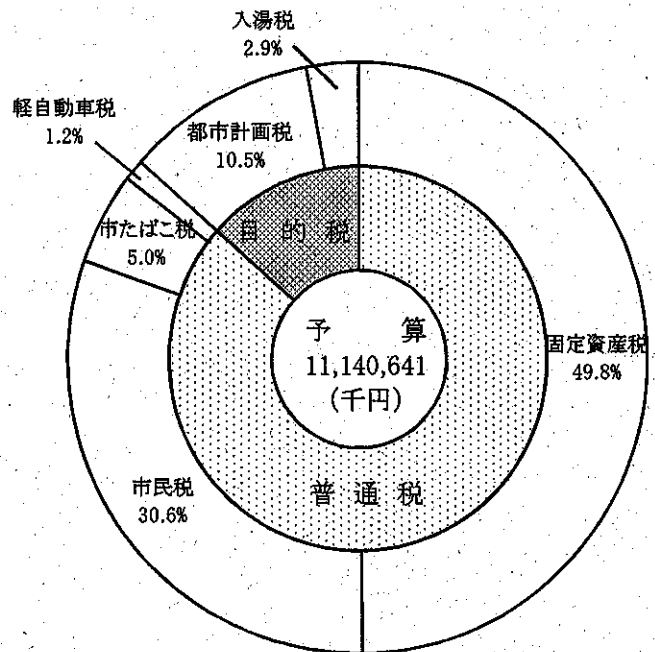 入湯税
2.9%
軽自動車税
1.2%
都市計画税
10.5%
市たばこ税
5.0%
目的税
予算
11,140,641
(千円)
固定資産税
49.8%
市民税
30.6%
普通税